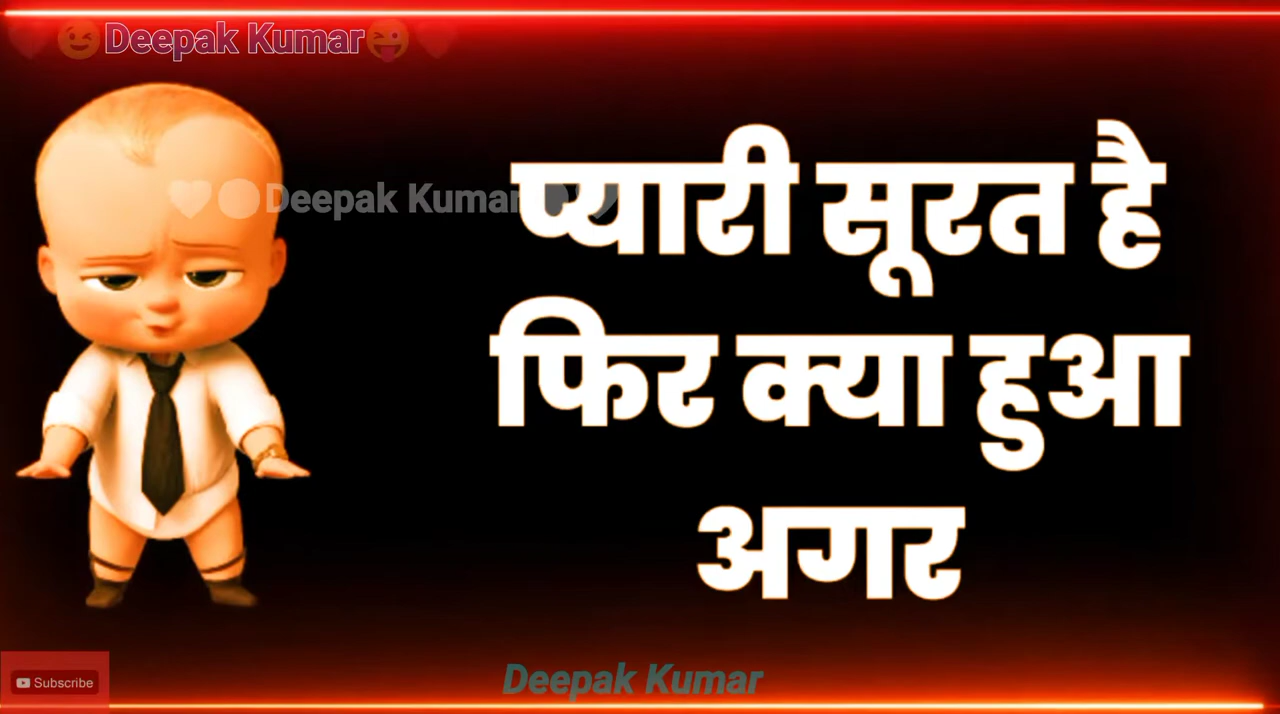 😉Deepak Kumar😜
Deepak Kumar
प्यारी सूरत है
फिर क्या हुआ
अगर
Deepak Kumar
Subscribe